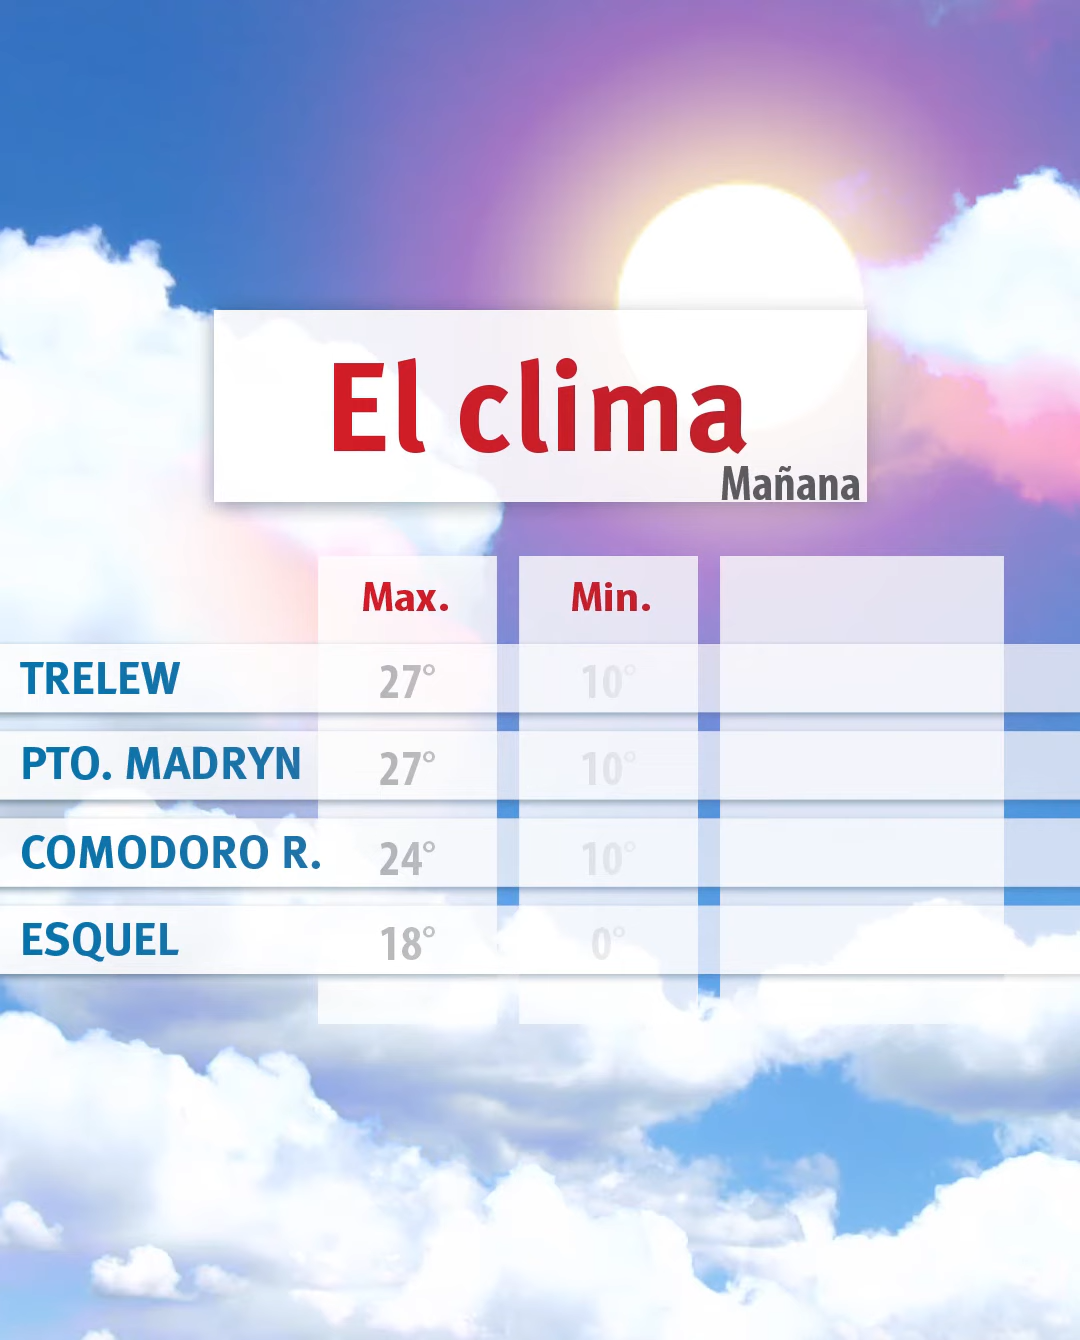 El clima
Mañana
Max. Min.
TRELEW 27° 10°
PTO. MADRYN 27° 10°
COMODORO R. 24° 10°
ESQUEL 18° 0°